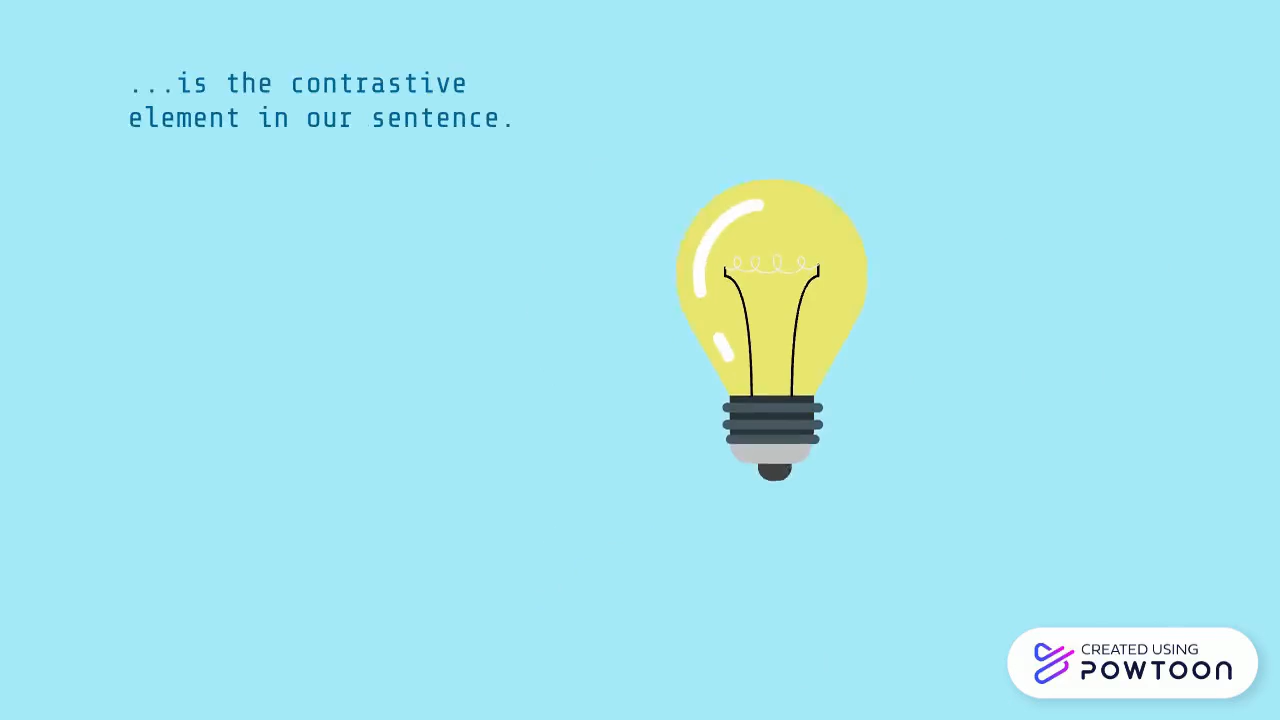 ...is the contrastive
element in our sentence.
CREATED USING
POWTOON